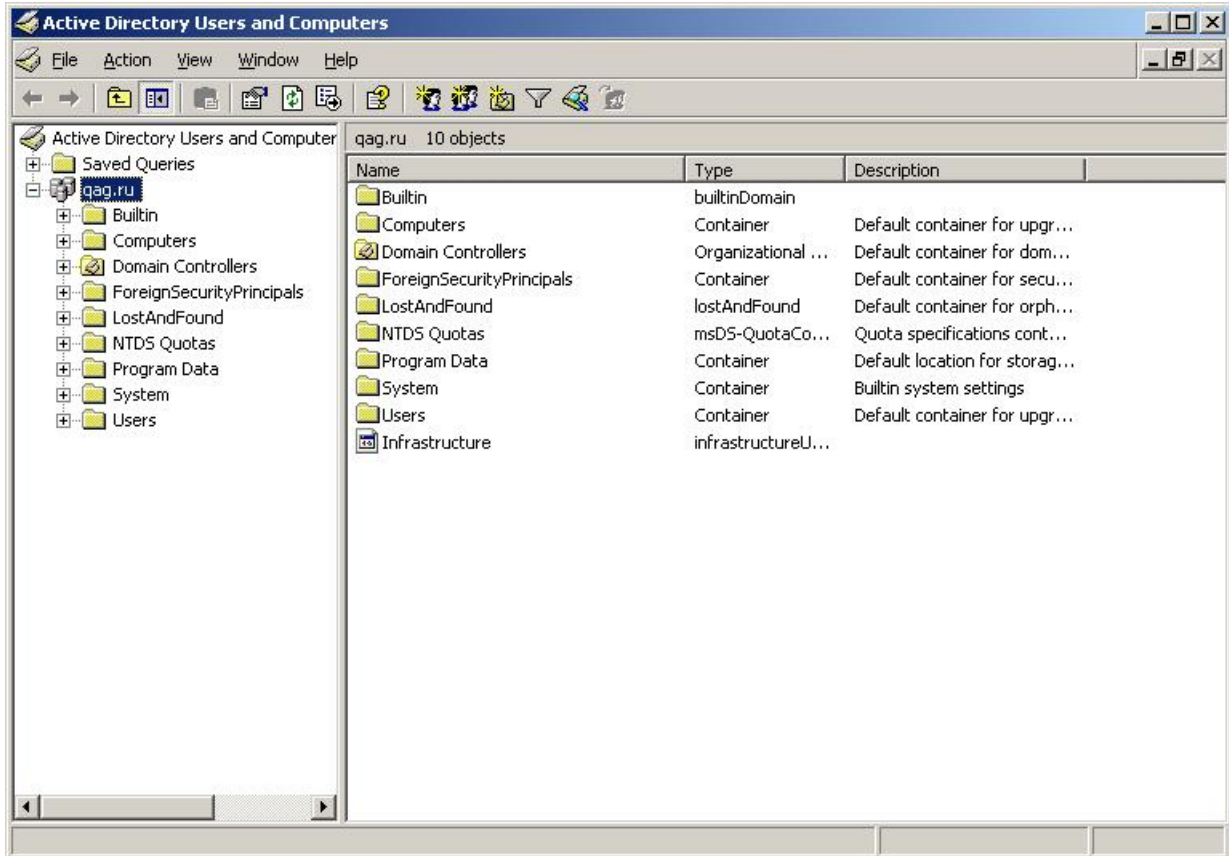 Active Directory Users and Computers
File Action View Window Help
Active Directory Users and Computer
Saved Queries
qag.ru
Builtin
Computers
Domain Controllers
ForeignSecurityPrincipals
LostAndFound
NTDS Quotas
Program Data
System
Users
qag.ru 10 objects
Name Type Description
Builtin builtinDomain
Computers Container Default container for upgr...
Domain Controllers Organizational ... Default container for dom...
ForeignSecurityPrincipals Container Default container for secu...
LostAndFound lostAndFound Default container for orph...
NTDS Quotas msDS-QuotaCo... Quota specifications cont...
Program Data Container Default location for storag...
System Container Builtin system settings
Users Container Default container for upgr...
Infrastructure infrastructureU...